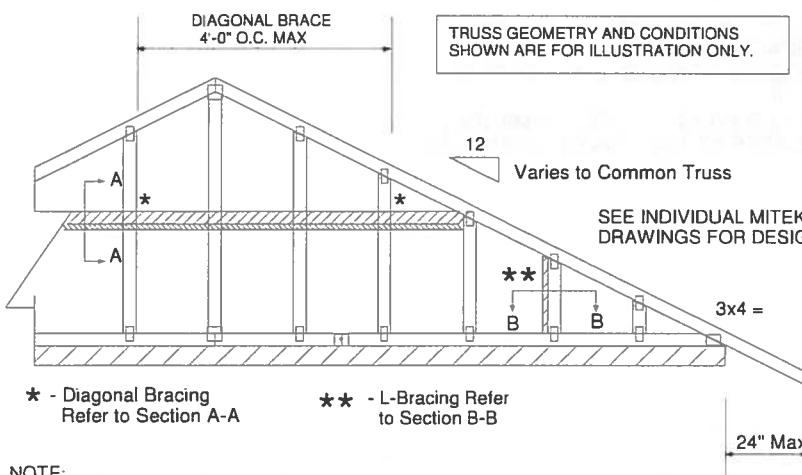 DIAGONAL BRACE
4'-0" O.C. MAX
TRUSS GEOMETRY AND CONDITIONS
SHOWN ARE FOR ILLUSTRATION ONLY.
12
Varies to Common Truss
A
*
*
SEE INDIVIDUAL MITEK
DRAWINGS FOR DESIG
A
**
B
B
3x4 =
* - Diagonal Bracing
Refer to Section A-A
** - L-Bracing Refer
to Section B-B
24" Max
NOTE: